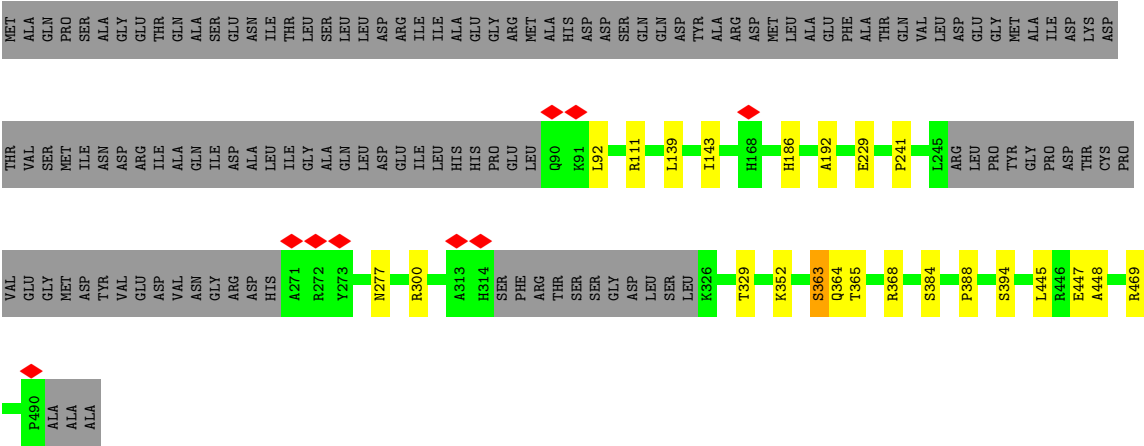 MET ALA GLN PRO SER ALA GLY GLU THR GLN ALA SER GLU ASN ILE THR LEU SER LEU LEU ASP ARG ILE ILE ALA GLU GLY ARG MET ALA HIS ASP ASP SER GLN GLN ASP TYR ALA ARG ASP MET LEU ALA GLU PHE ALA THR GLN VAL LEU ASP GLU GLY MET ALA ILE ASP LYS ASP
THR VAL SER MET ILE ASN ASP ARG ILE ALA GLN ILE ASP ALA LEU ILE GLY ALA GLN LEU ASP GLU ILE LEU HIS HIS PRO GLU LEU Q90 K91 L92 R111 L139 I143 H168 H186 A192 E229 P241 L245 ARG LEU PRO TYR GLY PRO ASP THR CYS PRO
VAL GLU GLY MET ASP TYR VAL GLU ASP VAL ASN GLY ARG ASP HIS A271 R272 Y273 N277 R300 A313 H314 SER PHE ARG THR SER SER GLY ASP LEU SER LEU K326 T329 K352 S363 Q364 T365 R368 S384 P388 S394 L445 R446 E447 A448 R469
P490 ALA ALA ALA